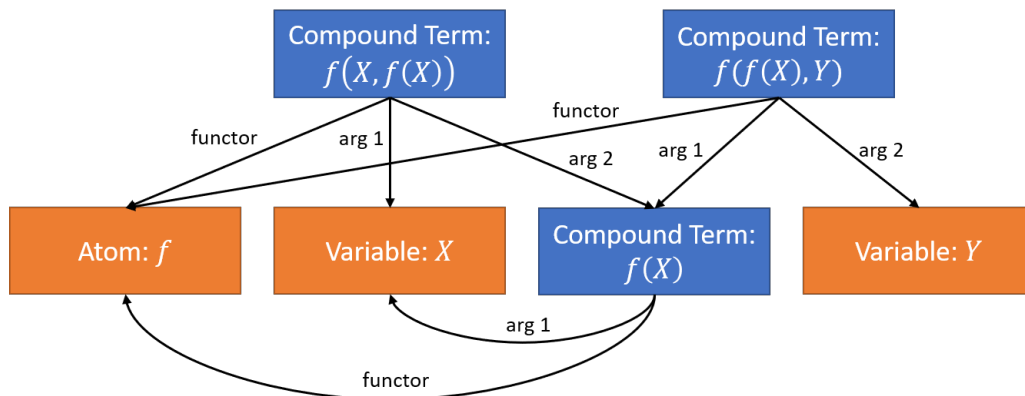 Compound Term:
f(X, f(X))
Compound Term:
f(f(X), Y)
functor
arg 1
arg 2
functor
arg 1
arg 2
Atom: f
Variable: X
Compound Term:
f(X)
Variable: Y
arg 1
functor